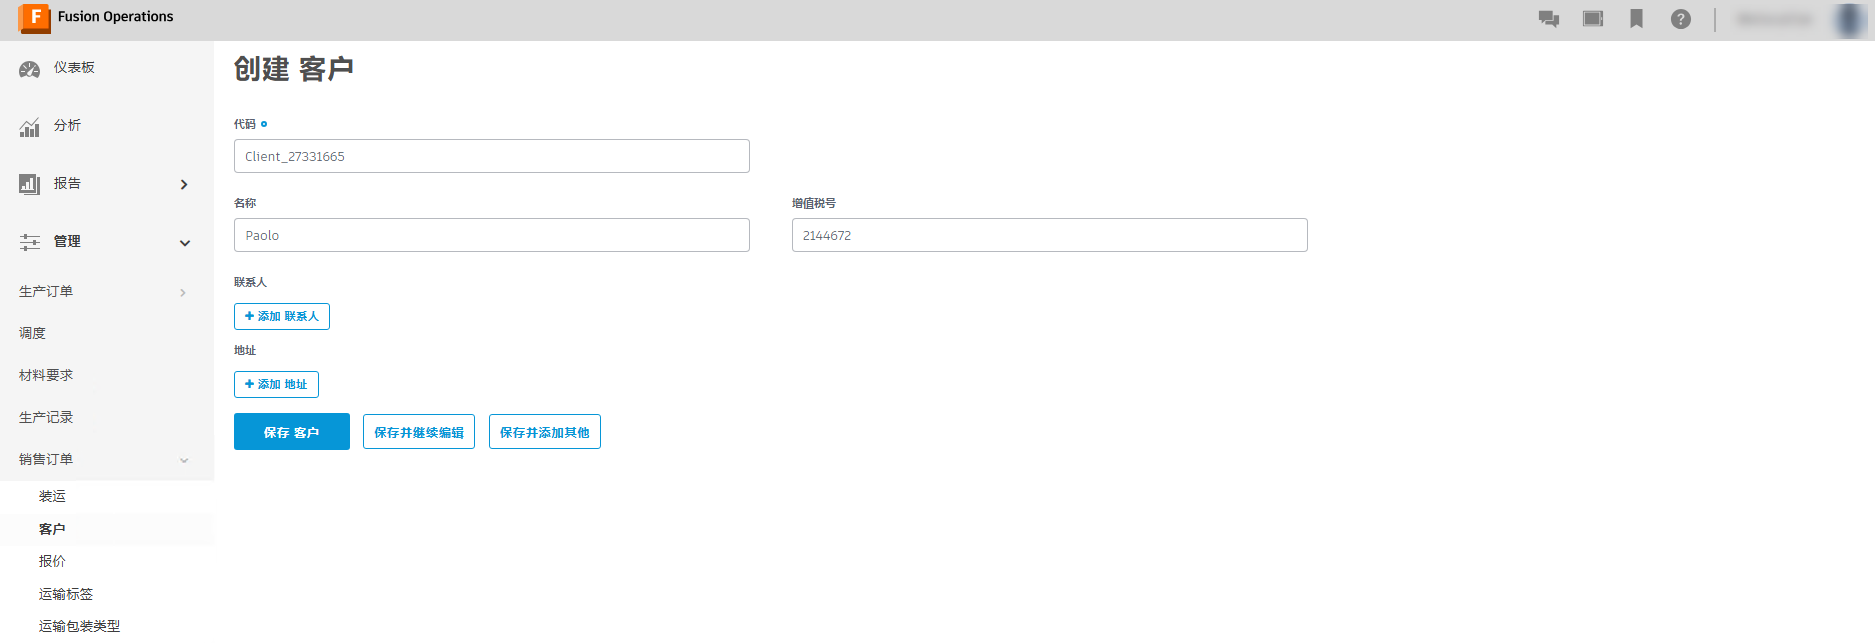 F Fusion Operations
?
仪表板
分析
报告
管理
生产订单
调度
材料要求
生产记录
销售订单
装运
客户
报价
运输标签
运输包装类型
创建 客户
代码
Client_27331665
名称
增值税号
Paolo
2144672
联系人
+ 添加 联系人
地址
+ 添加 地址
保存 客户
保存并继续编辑
保存并添加其他